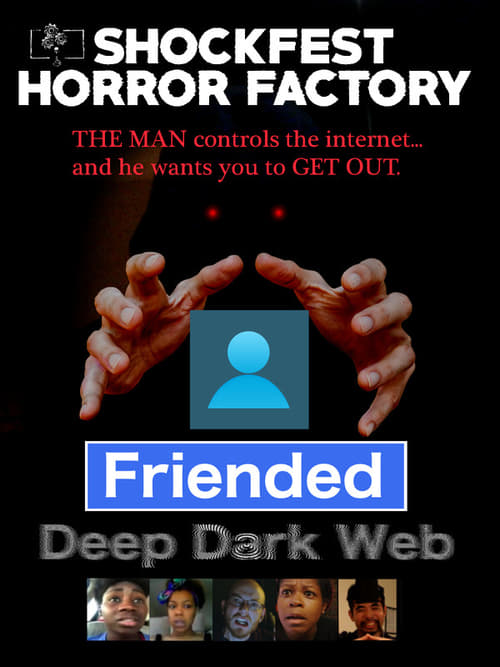 SHOCKFEST
HORROR FACTORY
THE MAN controls the internet...
and he wants you to GET OUT.
Friended
Deep Dark Web